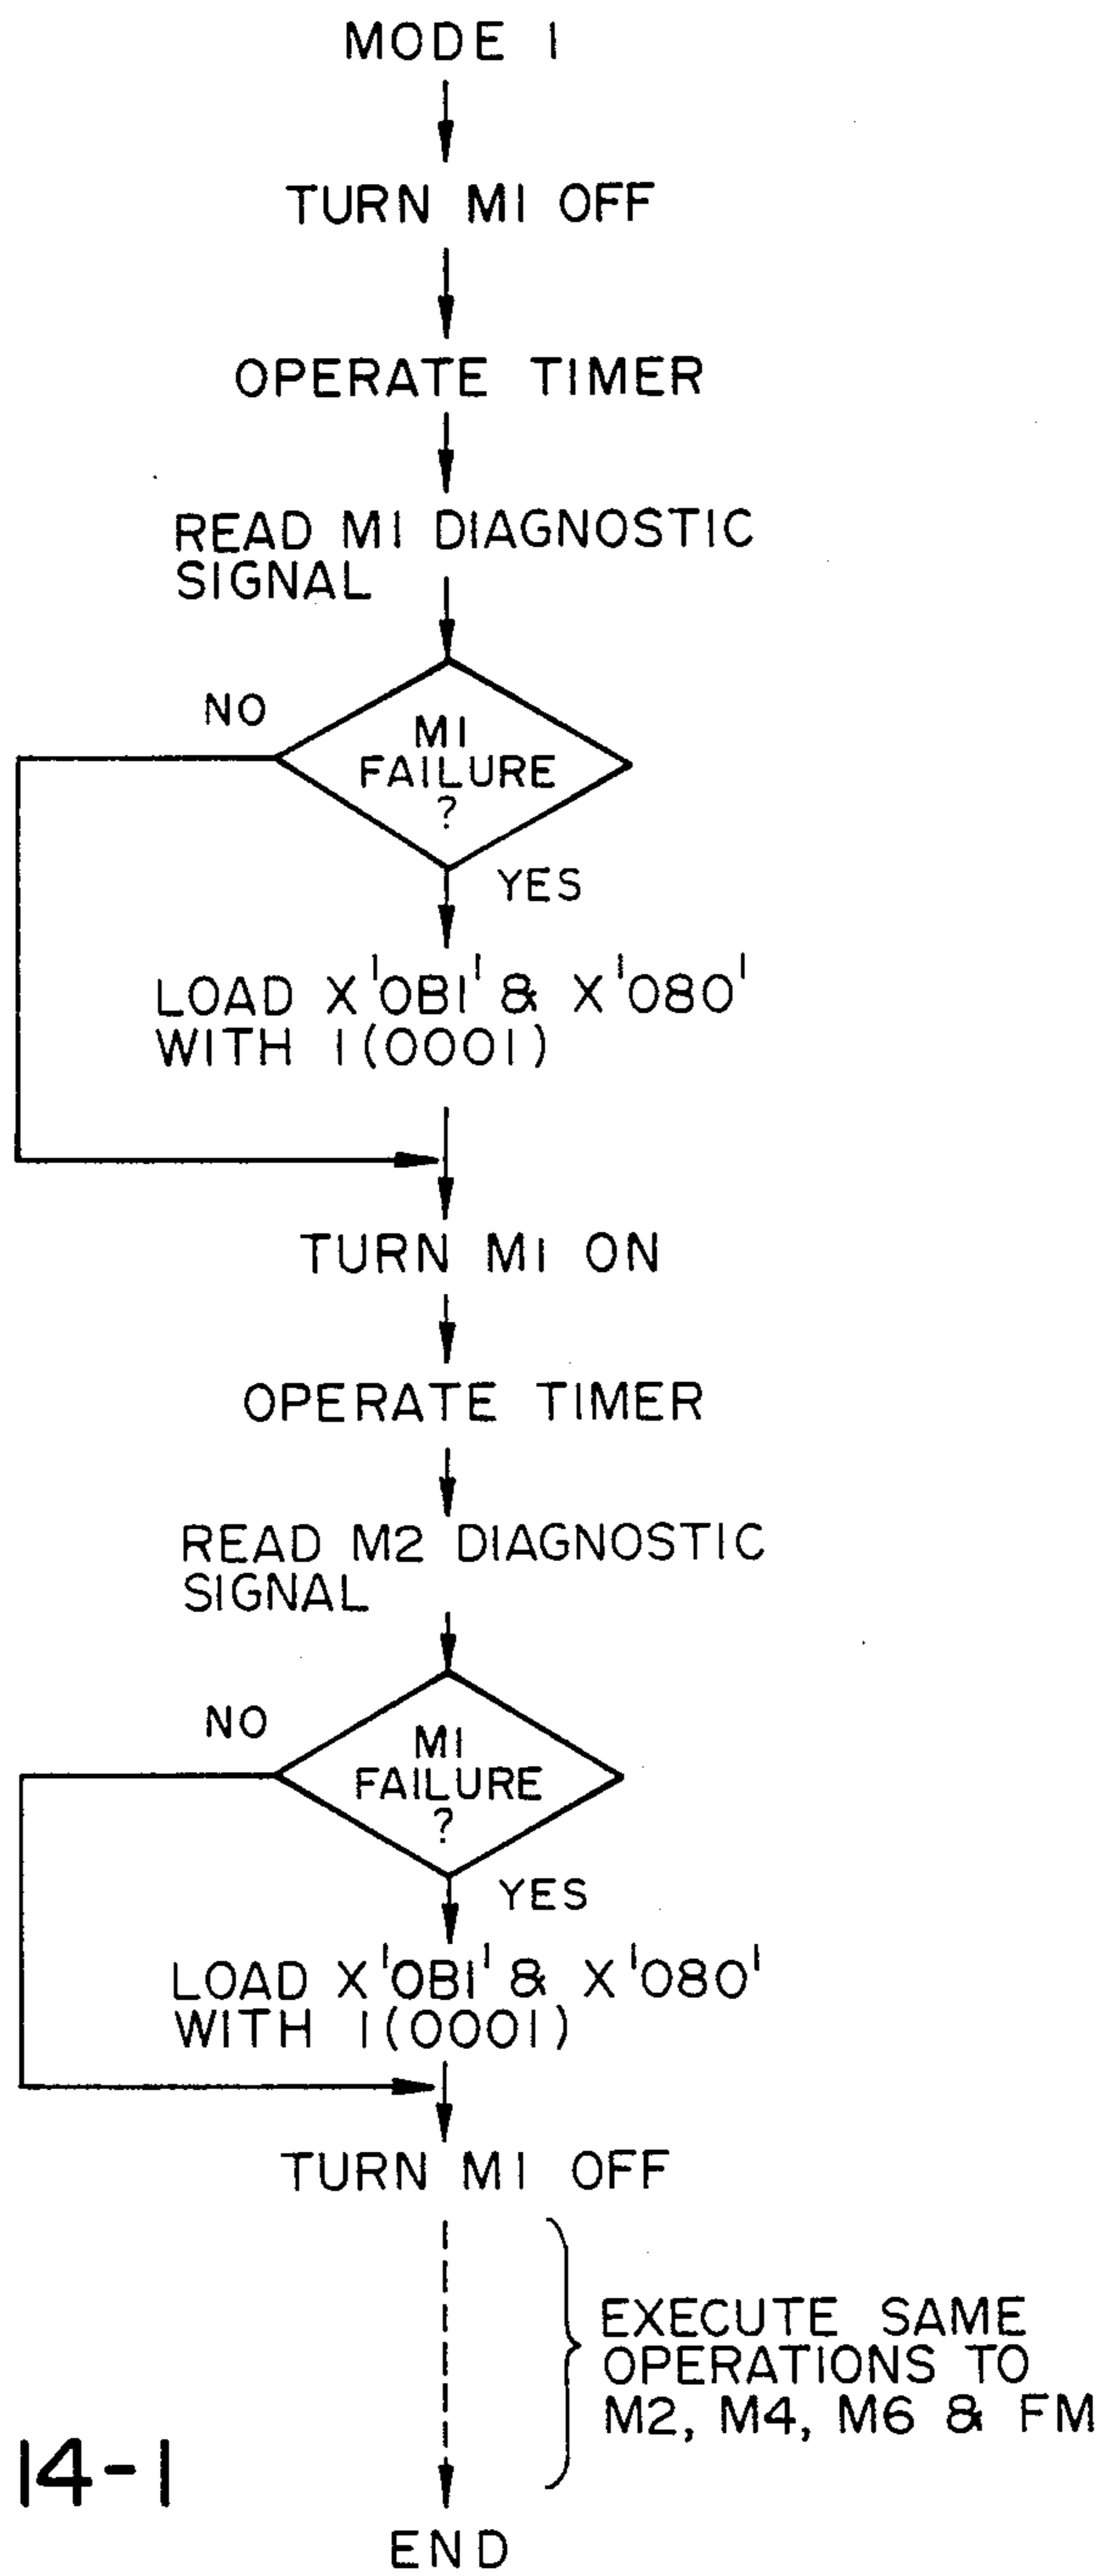 MODE 1
TURN M1 OFF
OPERATE TIMER
READ M1 DIAGNOSTIC
SIGNAL
NO
M1
FAILURE
?
YES
LOAD X'0B1' & X'080'
WITH 1(0001)
TURN M1 ON
OPERATE TIMER
READ M2 DIAGNOSTIC
SIGNAL
NO
M1
FAILURE
?
YES
LOAD X'0B1' & X'080'
WITH 1(0001)
TURN M1 OFF
EXECUTE SAME
OPERATIONS TO
M2, M4, M6 & FM
14-1
END